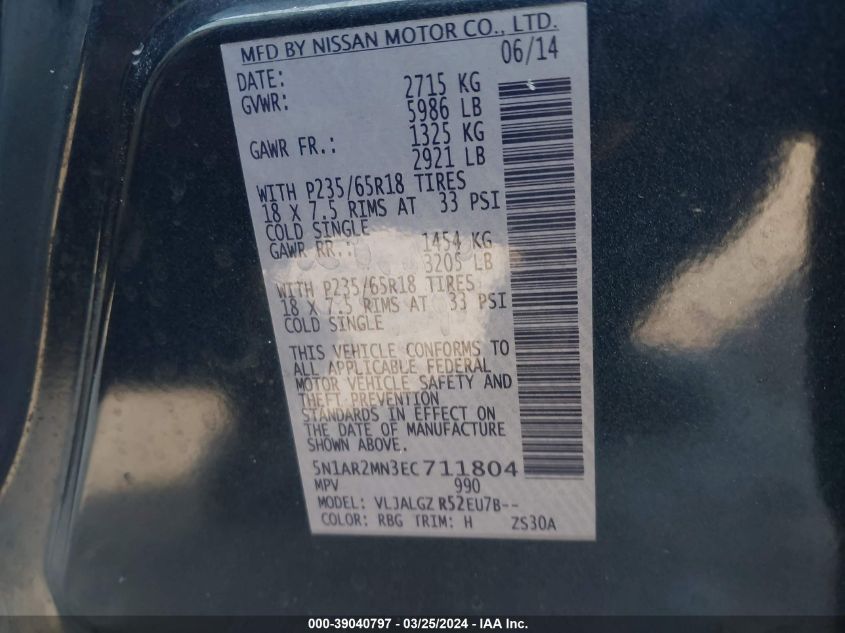 MFD BY NISSAN MOTOR CO., LTD.
DATE: 06/14
GVWR: 2715 KG
5986 LB
GAWR FR.: 1325 KG
2921 LB
WITH P235/65R18 TIRES
18 X 7.5 RIMS AT 33 PSI
COLD SINGLE
GAWR RR.: 1454 KG
3205 LB
WITH P235/65R18 TIRES
18 X 7.5 RIMS AT 33 PSI
COLD SINGLE
THIS VEHICLE CONFORMS TO
ALL APPLICABLE FEDERAL
MOTOR VEHICLE SAFETY AND
THEFT PREVENTION
STANDARDS IN EFFECT ON
THE DATE OF MANUFACTURE
SHOWN ABOVE.
5N1AR2MN3EC711804
MPV 990
MODEL: VLJALGZ R52EU7B--
COLOR: RBG TRIM: H ZS30A
000-39040797 - 03/25/2024 - IAA Inc.